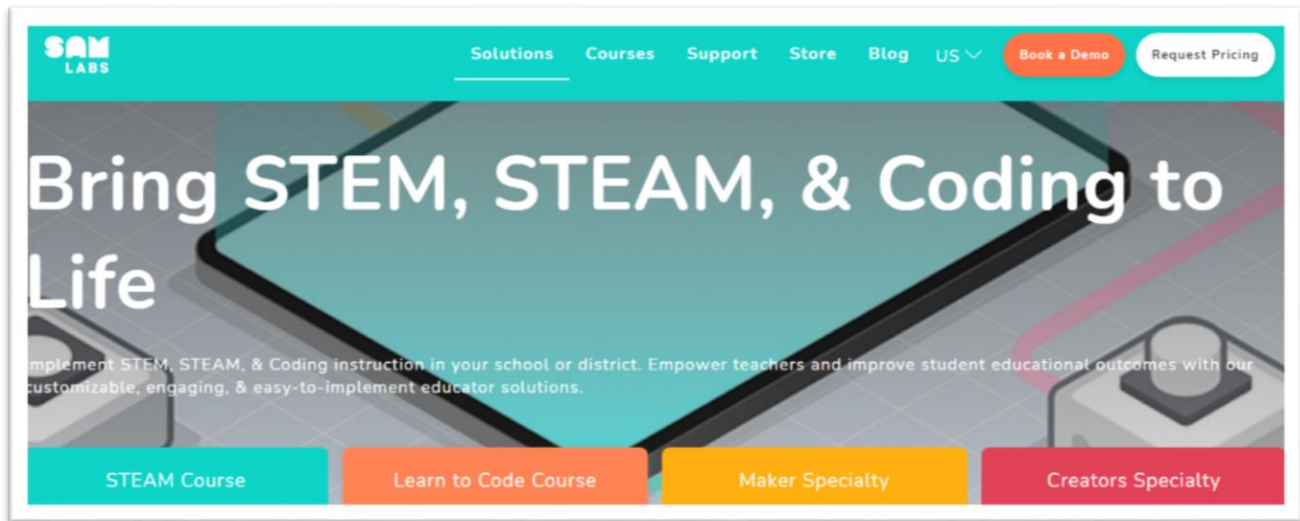 SAM
LABS
Solutions Courses Support Store Blog US Book a Demo Request Pricing
Bring STEM, STEAM, & Coding to
Life
Implement STEM, STEAM, & Coding instruction in your school or district. Empower teachers and improve student educational outcomes with our
customizable, engaging, & easy-to-implement educator solutions.
STEAM Course Learn to Code Course Maker Specialty Creators Specialty